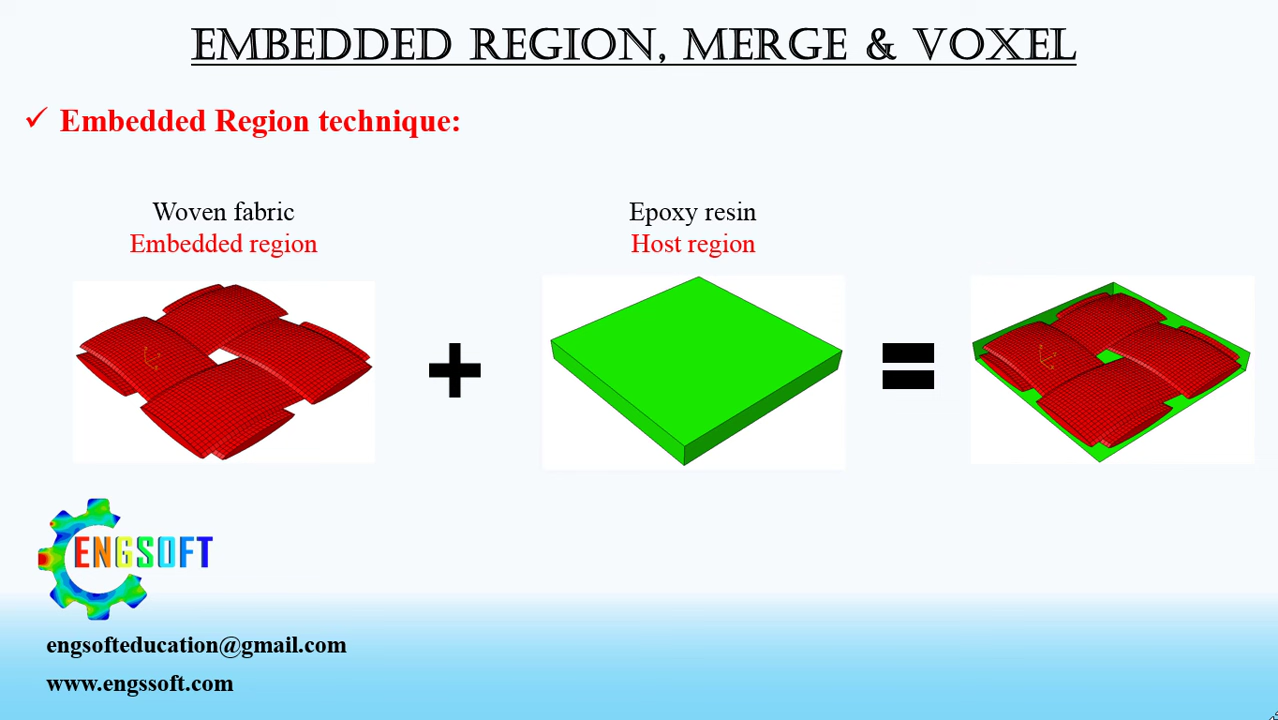 EMBEDDED REGION, MERGE & VOXEL
✓ Embedded Region technique:
Woven fabric
Embedded region
Epoxy resin
Host region
+
=
ENGSOFT
engsofteducation@gmail.com
www.engssoft.com